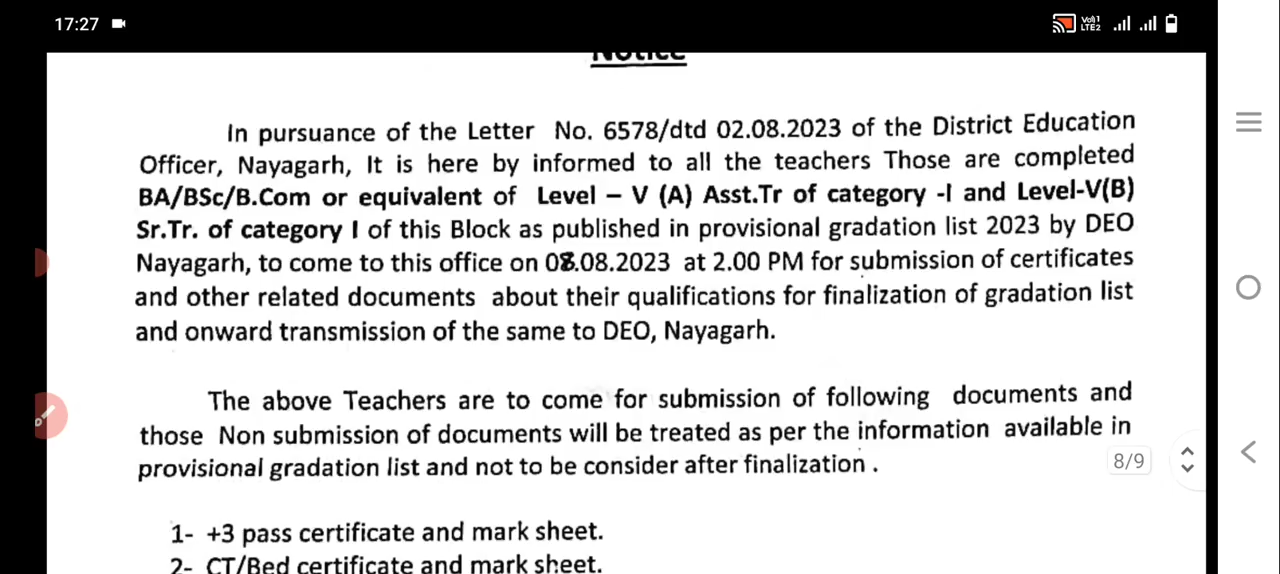 17:27
Vol)1
LTE2
Notice
In pursuance of the Letter No. 6578/dtd 02.08.2023 of the District Education
Officer, Nayagarh, It is here by informed to all the teachers Those are completed
BA/BSc/B.Com or equivalent of Level – V (A) Asst.Tr of category -I and Level-V(B)
Sr.Tr. of category I of this Block as published in provisional gradation list 2023 by DEO
Nayagarh, to come to this office on 08.08.2023 at 2.00 PM for submission of certificates
and other related documents about their qualifications for finalization of gradation list
and onward transmission of the same to DEO, Nayagarh.
The above Teachers are to come for submission of following documents and
those Non submission of documents will be treated as per the information available in
provisional gradation list and not to be consider after finalization .
8/9
1- +3 pass certificate and mark sheet.
2- CT/Bed certificate and mark sheet.